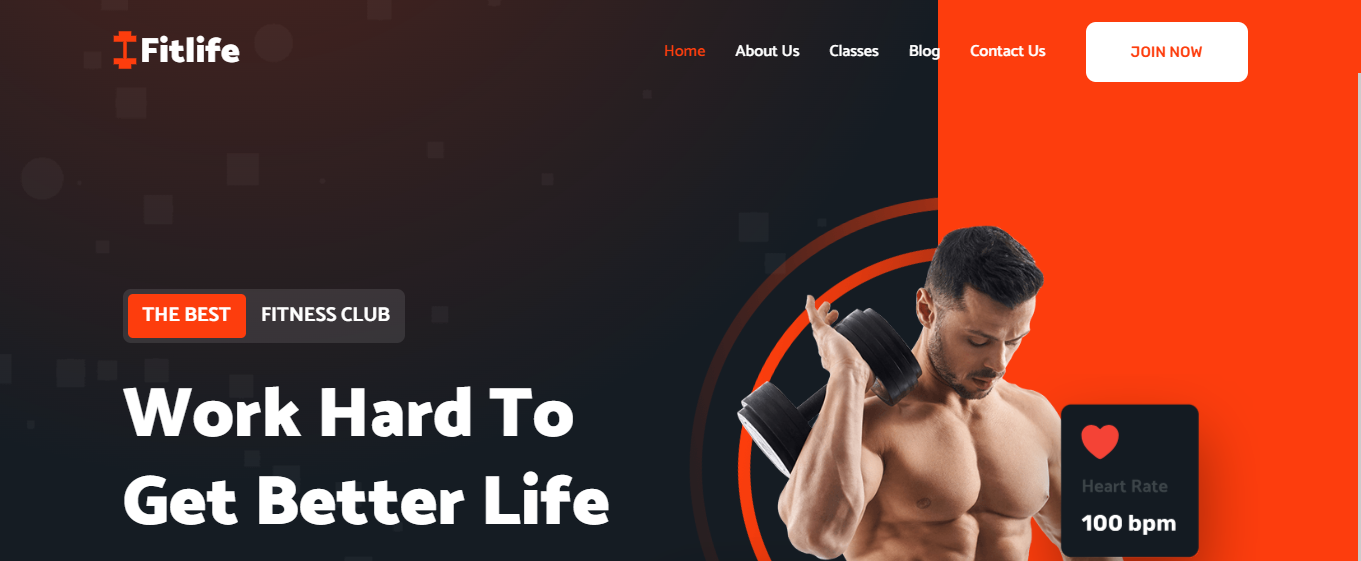 Fitlife
Home About Us Classes Blog Contact Us JOIN NOW
THE BEST FITNESS CLUB
Work Hard To
Get Better Life
Heart Rate
100 bpm